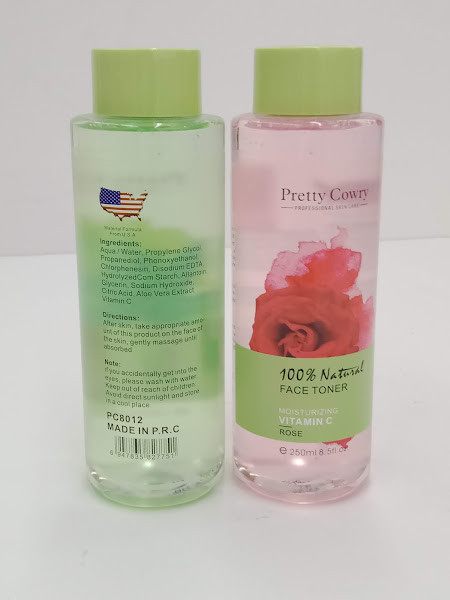 Natural Formula
From U.S.A
Ingredients:
Aqua / Water, Propylene Glycol,
Propanediol, Phenoxyethanol,
Chlorphenesin, Disodium EDTA,
HydrolyzedCorn Starch, Allantoin,
Glycerin, Sodium Hydroxide,
Citric Acid, Aloe Vera Extract,
Vitamin C
Directions:
After skin, take appropriate amo-
unt of this product on the face of
the skin, gently massage until
absorbed
Note:
If you accidentally get into the
eyes, please wash with water.
Keep out of reach of children.
Avoid direct sunlight and store
in a cool place.
PC8012
MADE IN P.R.C
Pretty Cowry
PROFESSIONAL SKIN CARE
100% Natural
FACE TONER
MOISTURIZING
VITAMIN C
ROSE
e 250ml 8.5fl oz